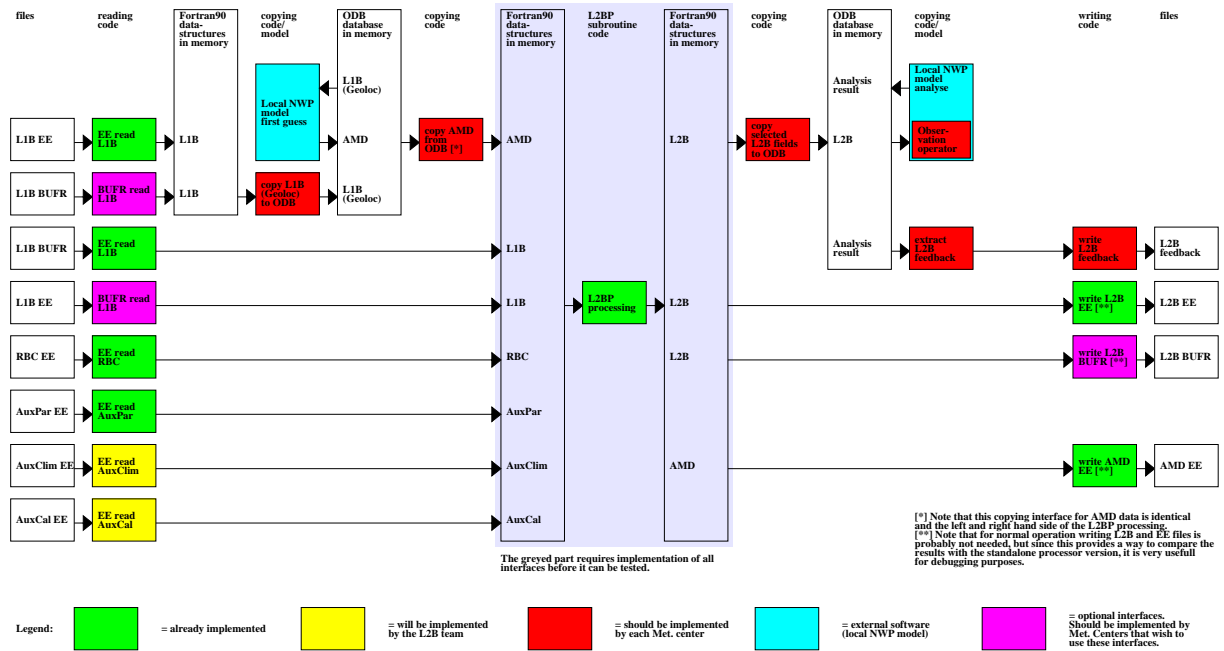 files
reading
code
Fortran90
data-
structures
in memory
copying
code/
model
ODB
database
in memory
copying
code
Fortran90
data-
structures
in memory
L2BP
subroutine
code
Fortran90
data-
structures
in memory
copying
code
ODB
database
in memory
copying
code/
model
writing
code
files
L1B
(Geoloc)
Analysis
result
Local NWP
model
analyse
L1B EE
EE read
L1B
L1B
Local NWP
model
first guess
AMD
copy AMD
from
ODB [*]
AMD
L2B
copy
selected
L2B fields
to ODB
L2B
Obser-
vation
operator
L1B BUFR
BUFR read
L1B
L1B
copy L1B
(Geoloc)
to ODB
L1B
(Geoloc)
L1B BUFR
EE read
L1B
L1B
Analysis
result
extract
L2B
feedback
write
L2B
feedback
L2B
feedback
L1B EE
BUFR read
L1B
L1B
L2BP
processing
L2B
write L2B
EE [**]
L2B EE
RBC EE
EE read
RBC
RBC
L2B
write L2B
BUFR [**]
L2B BUFR
AuxPar EE
EE read
AuxPar
AuxPar
AuxClim EE
EE read
AuxClim
AuxClim
AMD
write AMD
EE [**]
AMD EE
AuxCal EE
EE read
AuxCal
AuxCal
[*] Note that this copying interface for AMD data is identical
and the left and right hand side of the L2BP processing.
[**] Note that for normal operation writing L2B and EE files is
probably not needed, but since this provides a way to compare the
results with the standalone processor version, it is very usefull
for debugging purposes.
The greyed part requires implementation of all
interfaces before it can be tested.
Legend:
= already implemented
= will be implemented
by the L2B team
= should be implemented
by each Met. center
= external software
(local NWP model)
= optional interfaces.
Should be implemented by
Met. Centers that wish to
use these interfaces.